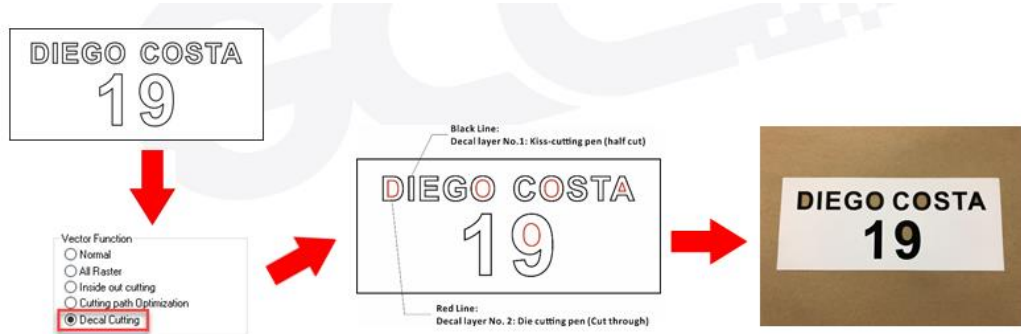 DIEGO COSTA
19
Vector Function
Normal
All Raster
Inside out cutting
Cutting path Optimization
Decal Cutting
Black Line:
Decal layer No.1: Kiss-cutting pen (half cut)
DIEGO COSTA
19
Red Line:
Decal layer No. 2: Die cutting pen (Cut through)
DIEGO COSTA
19
GCC